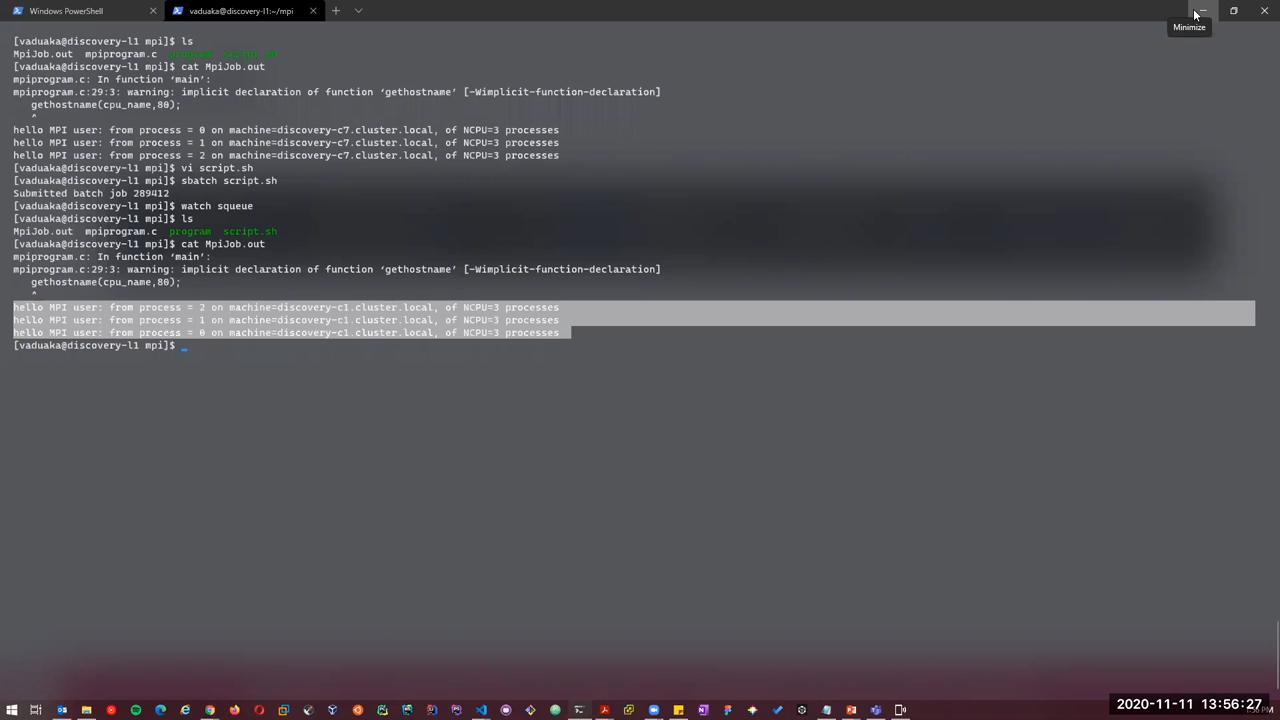 Windows PowerShell
vaduaka@discovery-l1:~/mpi
Minimize
[vaduaka@discovery-l1 mpi]$ ls
MpiJob.out mpiprogram.c program script.sh
[vaduaka@discovery-l1 mpi]$ cat MpiJob.out
mpiprogram.c: In function ‘main’:
mpiprogram.c:29:3: warning: implicit declaration of function ‘gethostname’ [-Wimplicit-function-declaration]
gethostname(cpu_name,80);
^
hello MPI user: from process = 0 on machine=discovery-c7.cluster.local, of NCPU=3 processes
hello MPI user: from process = 1 on machine=discovery-c7.cluster.local, of NCPU=3 processes
hello MPI user: from process = 2 on machine=discovery-c7.cluster.local, of NCPU=3 processes
[vaduaka@discovery-l1 mpi]$ vi script.sh
[vaduaka@discovery-l1 mpi]$ sbatch script.sh
Submitted batch job 289412
[vaduaka@discovery-l1 mpi]$ watch squeue
[vaduaka@discovery-l1 mpi]$ ls
MpiJob.out mpiprogram.c program script.sh
[vaduaka@discovery-l1 mpi]$ cat MpiJob.out
mpiprogram.c: In function ‘main’:
mpiprogram.c:29:3: warning: implicit declaration of function ‘gethostname’ [-Wimplicit-function-declaration]
gethostname(cpu_name,80);
^
hello MPI user: from process = 2 on machine=discovery-c1.cluster.local, of NCPU=3 processes
hello MPI user: from process = 1 on machine=discovery-c1.cluster.local, of NCPU=3 processes
hello MPI user: from process = 0 on machine=discovery-c1.cluster.local, of NCPU=3 processes
[vaduaka@discovery-l1 mpi]$
2020-11-11 13:56:27